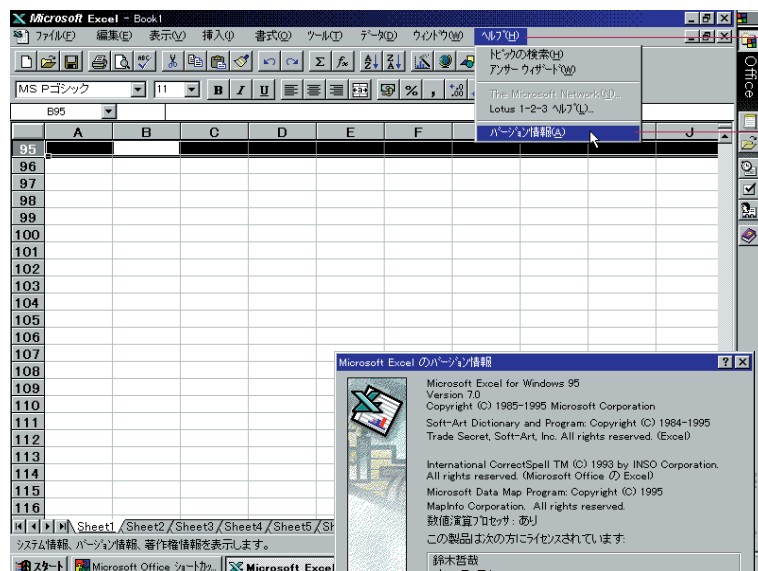 Microsoft Excel - Book1
ﾌｧｲﾙ(F) 編集(E) 表示(V) 挿入(I) 書式(O) ﾂｰﾙ(T) ﾃﾞｰﾀ(D) ｳｨﾝﾄﾞｳ(W) ﾍﾙﾌﾟ(H)
ﾄﾋﾟｯｸの検索(H)
ｱﾝｻｰ ｳｨｻﾞｰﾄﾞ(W)
The Microsoft Network(N)...
Lotus 1-2-3 ﾍﾙﾌﾟ(L)...
ﾊﾞｰｼﾞｮﾝ情報(A)
Office
MS Pゴシック 11 B I U % ,
B95
A B C D E F J
95
96
97
98
99
100
101
102
103
104
105
106
107
108
109
110
111
112
113
114
115
116
Microsoft Excel のﾊﾞｰｼﾞｮﾝ情報
Microsoft Excel for Windows 95
Version 7.0
Copyright (C) 1985-1995 Microsoft Corporation
Soft-Art Dictionary and Program: Copyright (C) 1984-1995
Trade Secret, Soft-Art, Inc. All rights reserved. (Excel)
International CorrectSpell TM (C) 1993 by INSO Corporation.
All rights reserved. (Microsoft Office の Excel)
Microsoft Data Map Program: Copyright (C) 1995
MapInfo Corporation. All rights reserved.
数値演算ﾌﾟﾛｾｯｻ : あり
この製品は次の方にﾗｲｾﾝｽされています:
鈴木哲哉
Sheet1 Sheet2 Sheet3 Sheet4 Sheet5 Sh
ｼｽﾃﾑ情報、ﾊﾞｰｼﾞｮﾝ情報、著作権情報を表示します。
ｽﾀｰﾄ Microsoft Office ｼｮｰﾄｶｯ... Microsoft Excel